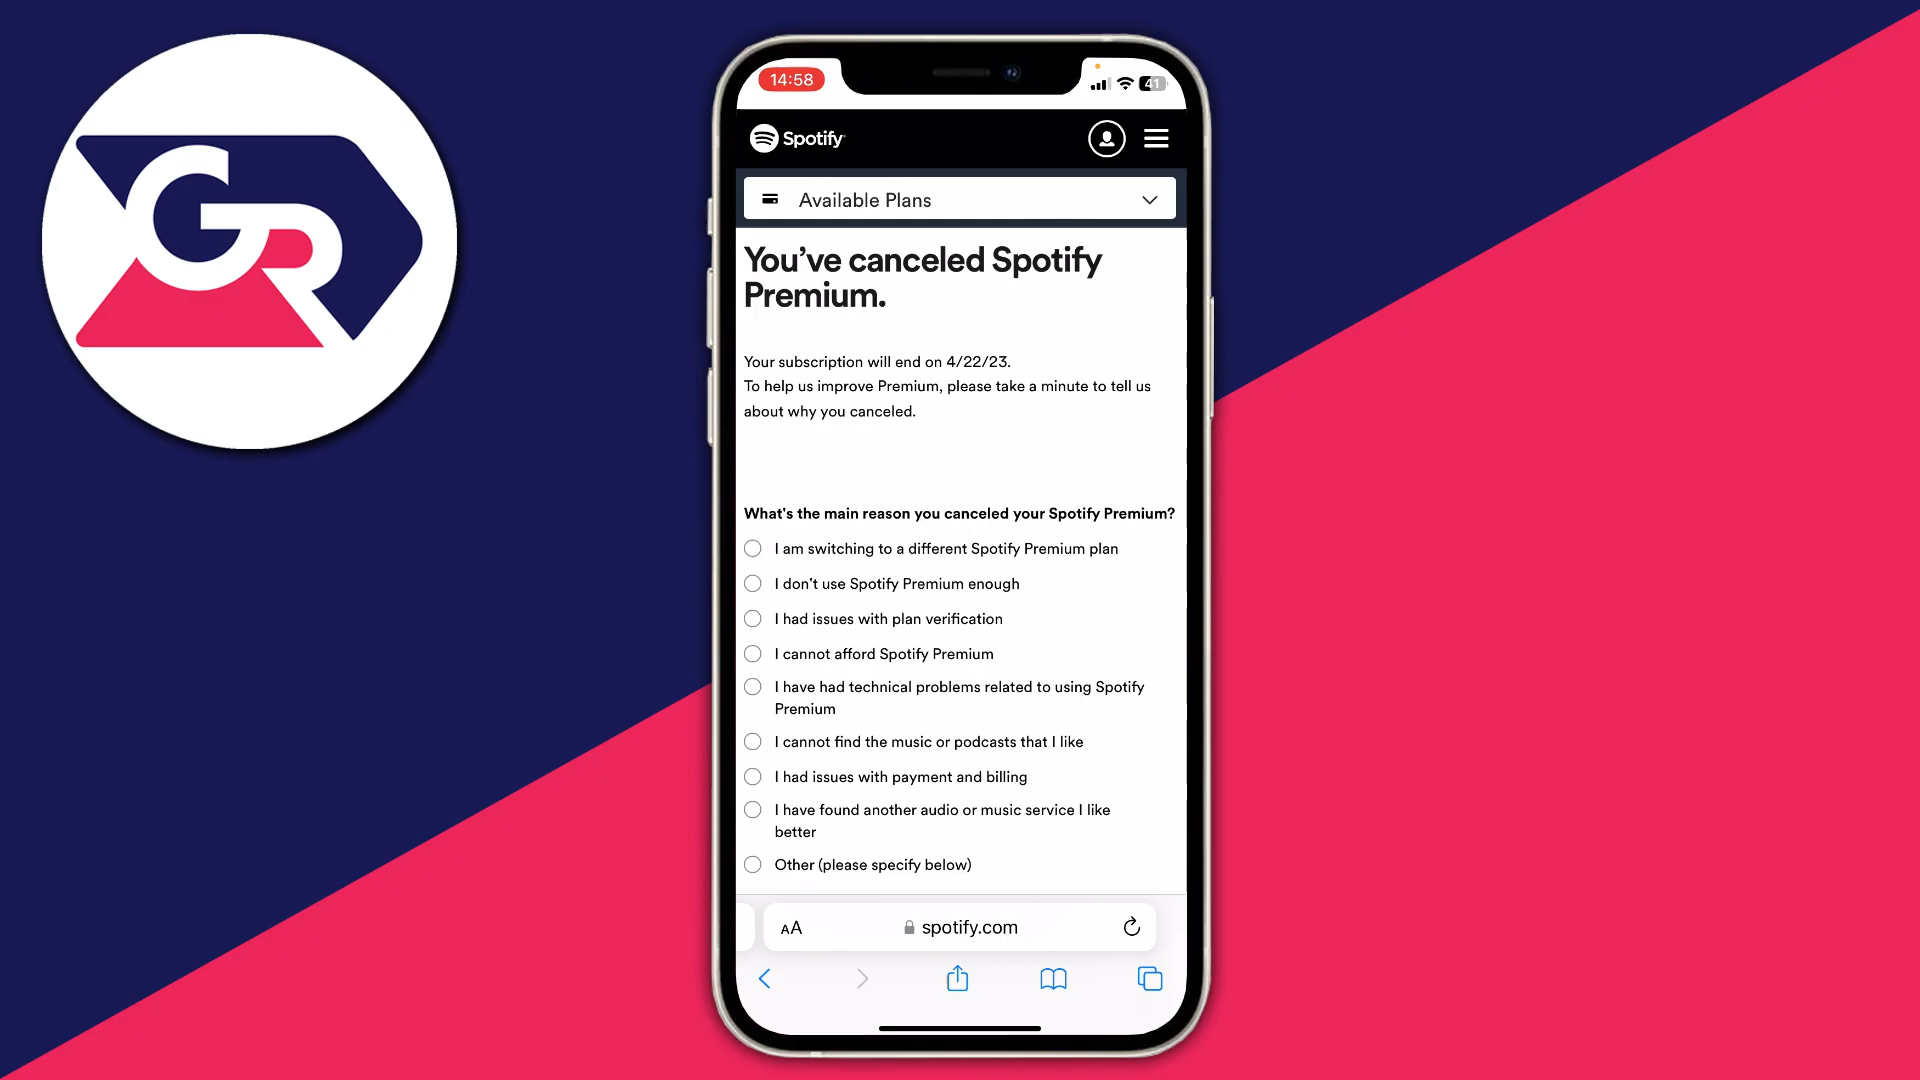 GR
14:58
41
Spotify
Available Plans
You’ve canceled Spotify
Premium.
Your subscription will end on 4/22/23.
To help us improve Premium, please take a minute to tell us
about why you canceled.
What's the main reason you canceled your Spotify Premium?
I am switching to a different Spotify Premium plan
I don't use Spotify Premium enough
I had issues with plan verification
I cannot afford Spotify Premium
I have had technical problems related to using Spotify
Premium
I cannot find the music or podcasts that I like
I had issues with payment and billing
I have found another audio or music service I like
better
Other (please specify below)
AA
spotify.com